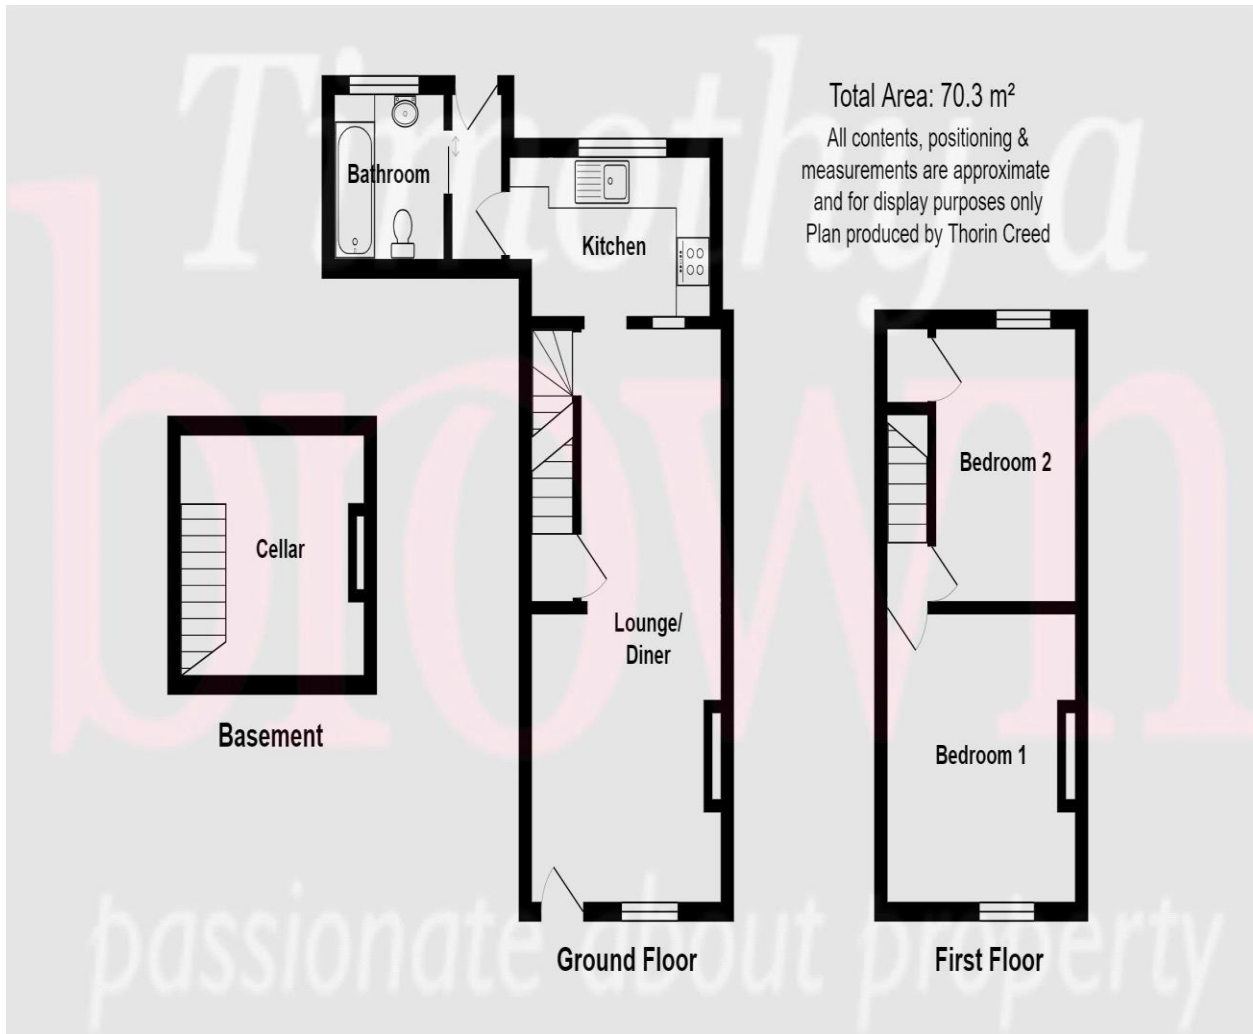 Timothy a
brown
passionate about property
Total Area: 70.3 m²
All contents, positioning &
measurements are approximate
and for display purposes only
Plan produced by Thorin Creed
Bathroom
Kitchen
Lounge/
Diner
Ground Floor
Cellar
Basement
Bedroom 2
Bedroom 1
First Floor